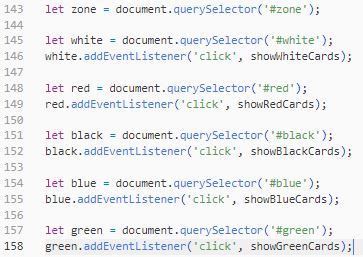 143 let zone = document.querySelector('#zone');
144
145 let white = document.querySelector('#white');
146 white.addEventListener('click', showWhiteCards);
147
148 let red = document.querySelector('#red');
149 red.addEventListener('click', showRedCards);
150
151 let black = document.querySelector('#black');
152 black.addEventListener('click', showBlackCards);
153
154 let blue = document.querySelector('#blue');
155 blue.addEventListener('click', showBlueCards);
156
157 let green = document.querySelector('#green');
158 green.addEventListener('click', showGreenCards);